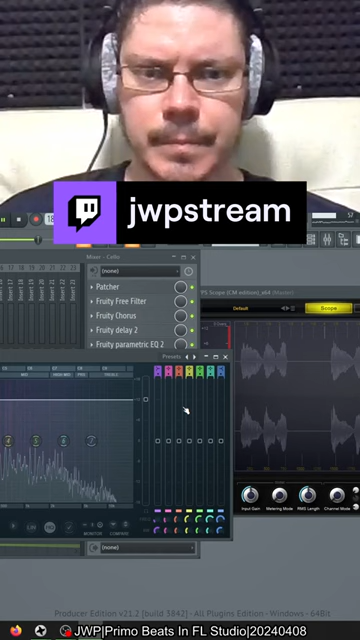 jwpstream
Mixer - Cello
(none)
Patcher
Fruity Free Filter
Fruity Chorus
Fruity delay 2
Fruity parametric EQ 2
Presets
Default
Scope
Input Gain
Metering Mode
RMS Length
Channel Mode
MONITOR
(none)
Producer Edition v21.2 [build 3842] - All Plugins Edition - Windows - 64Bit
JWP|Primo Beats In FL Studio|20240408